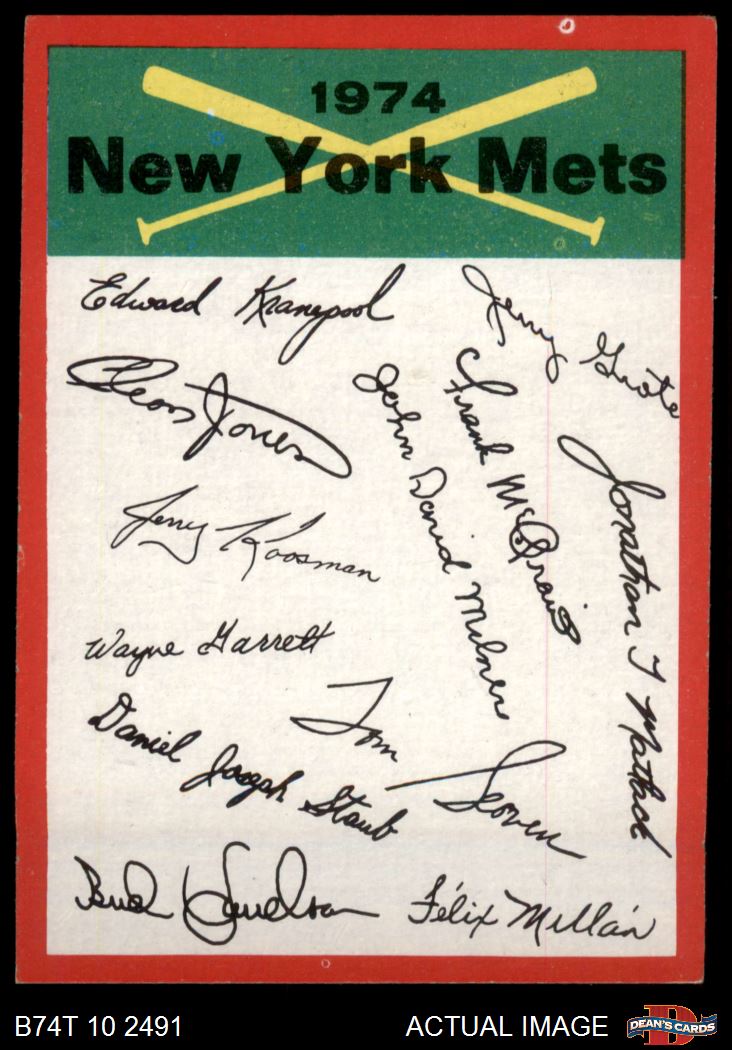 1974
New York Mets
Edward Kranepool
Jerry Grote
Cleon Jones
John David Milner
Frank McGraw
Jonathan T Matlack
Jerry Koosman
Wayne Garrett
Tom Seaver
Daniel Joseph Staub
Bud Harrelson
Félix Millán
B74T 10 2491
ACTUAL IMAGE
D
DEAN'S CARDS